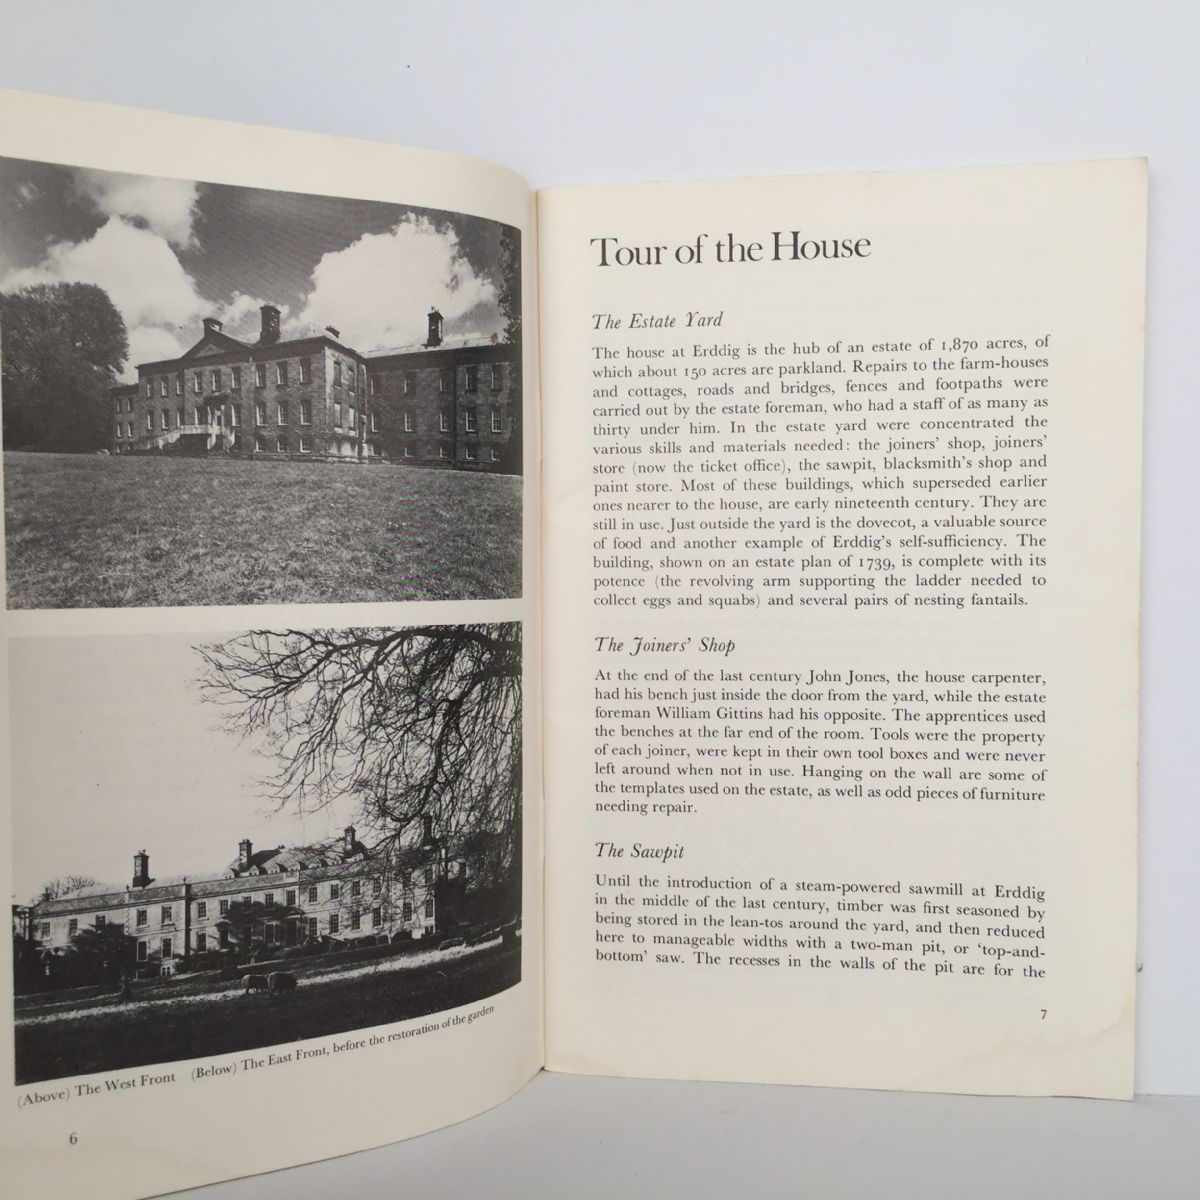 (Above) The West Front (Below) The East Front, before the restoration of the garden
6
Tour of the House
The Estate Yard
The house at Erddig is the hub of an estate of 1,870 acres, of
which about 150 acres are parkland. Repairs to the farm-houses
and cottages, roads and bridges, fences and footpaths were
carried out by the estate foreman, who had a staff of as many as
thirty under him. In the estate yard were concentrated the
various skills and materials needed: the joiners' shop, joiners'
store (now the ticket office), the sawpit, blacksmith's shop and
paint store. Most of these buildings, which superseded earlier
ones nearer to the house, are early nineteenth century. They are
still in use. Just outside the yard is the dovecot, a valuable source
of food and another example of Erddig's self-sufficiency. The
building, shown on an estate plan of 1739, is complete with its
potence (the revolving arm supporting the ladder needed to
collect eggs and squabs) and several pairs of nesting fantails.
The Joiners' Shop
At the end of the last century John Jones, the house carpenter,
had his bench just inside the door from the yard, while the estate
foreman William Gittins had his opposite. The apprentices used
the benches at the far end of the room. Tools were the property
of each joiner, were kept in their own tool boxes and were never
left around when not in use. Hanging on the wall are some of
the templates used on the estate, as well as odd pieces of furniture
needing repair.
The Sawpit
Until the introduction of a steam-powered sawmill at Erddig
in the middle of the last century, timber was first seasoned by
being stored in the lean-tos around the yard, and then reduced
here to manageable widths with a two-man pit, or 'top-and-
bottom' saw. The recesses in the walls of the pit are for the
7